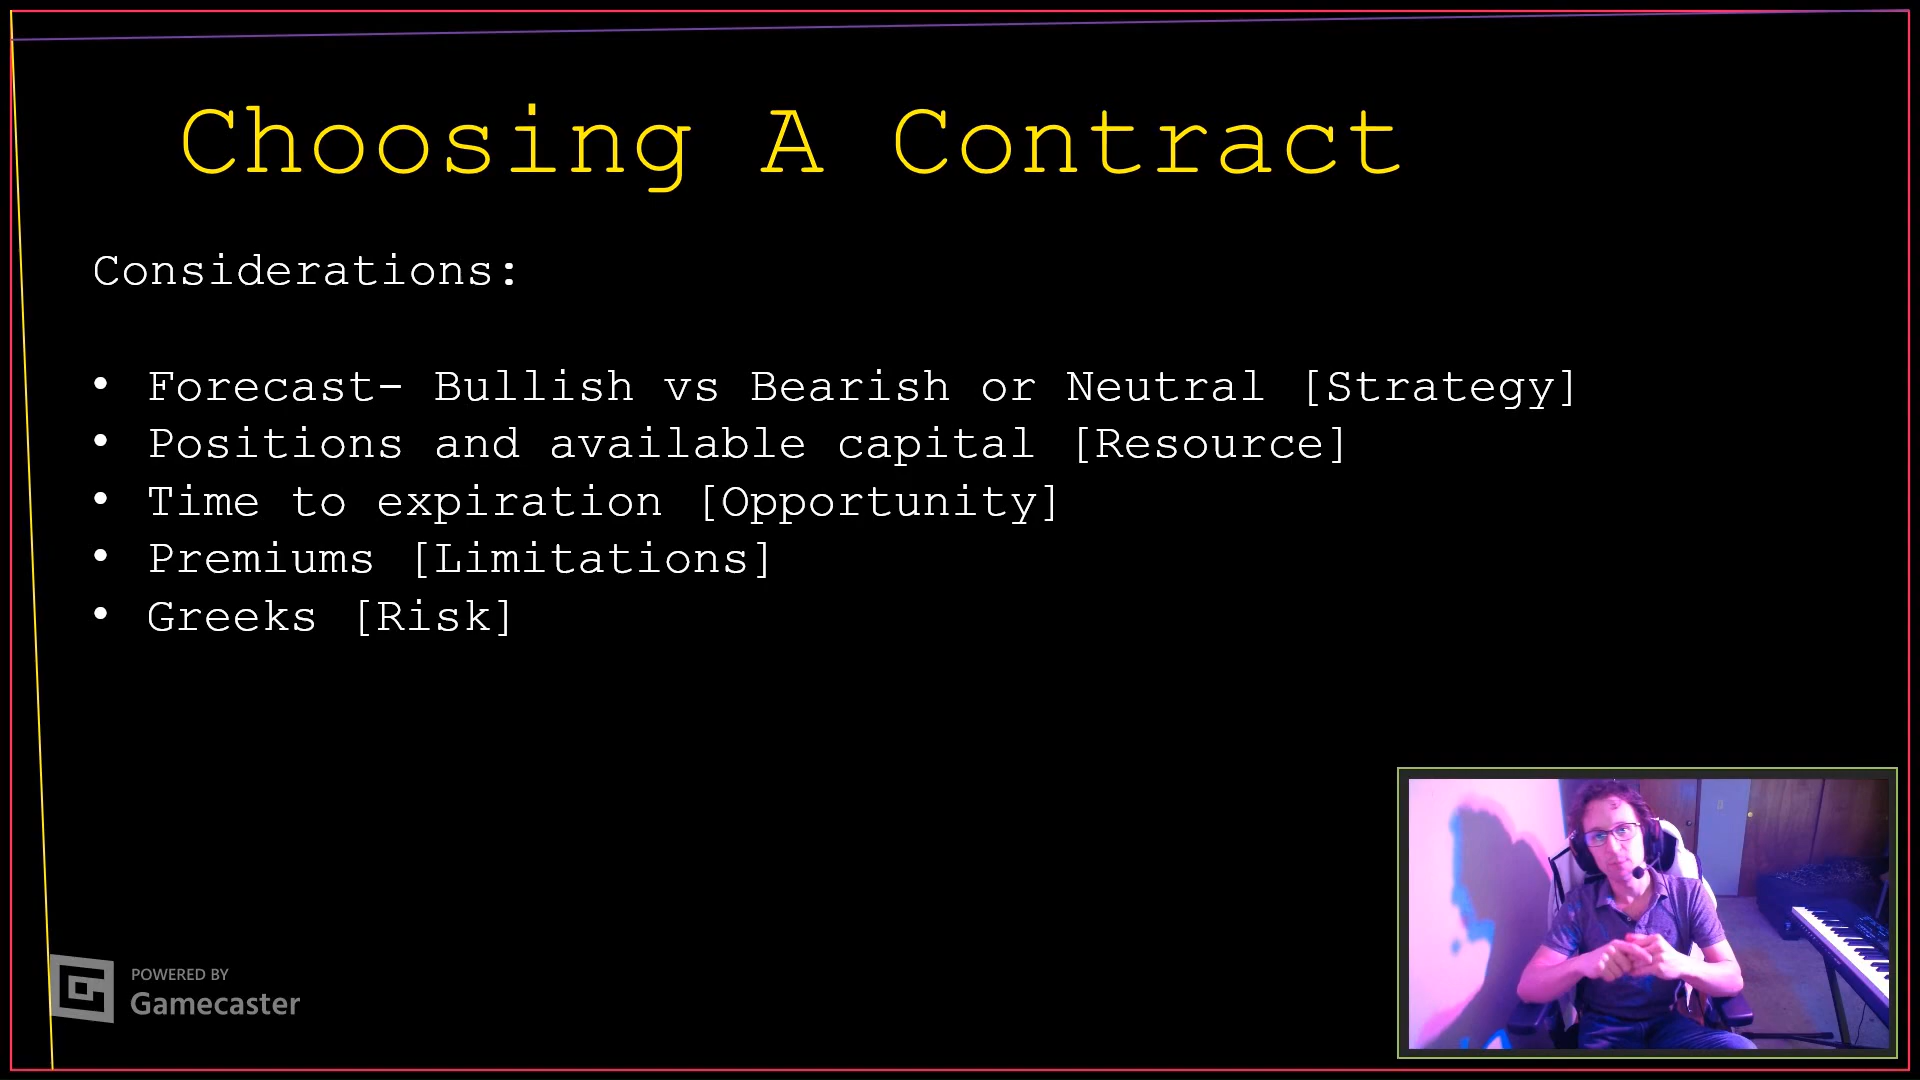 Choosing A Contract
Considerations:
• Forecast- Bullish vs Bearish or Neutral [Strategy]
• Positions and available capital [Resource]
• Time to expiration [Opportunity]
• Premiums [Limitations]
• Greeks [Risk]
POWERED BY
Gamecaster